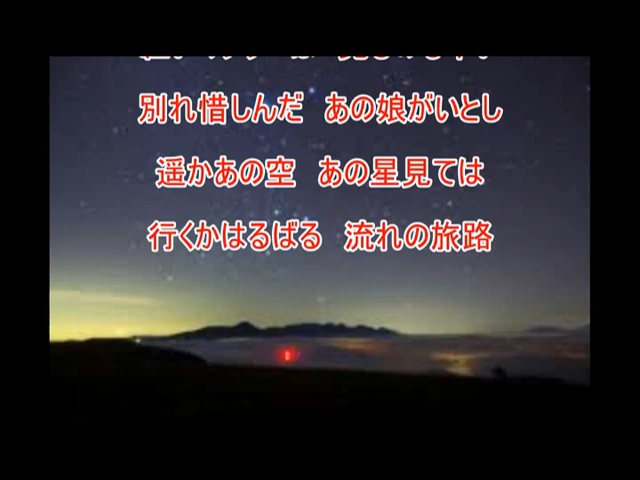 別れ惜しんだ　あの娘がいとし
遥かあの空　あの星見ては
行くかはるばる　流れの旅路